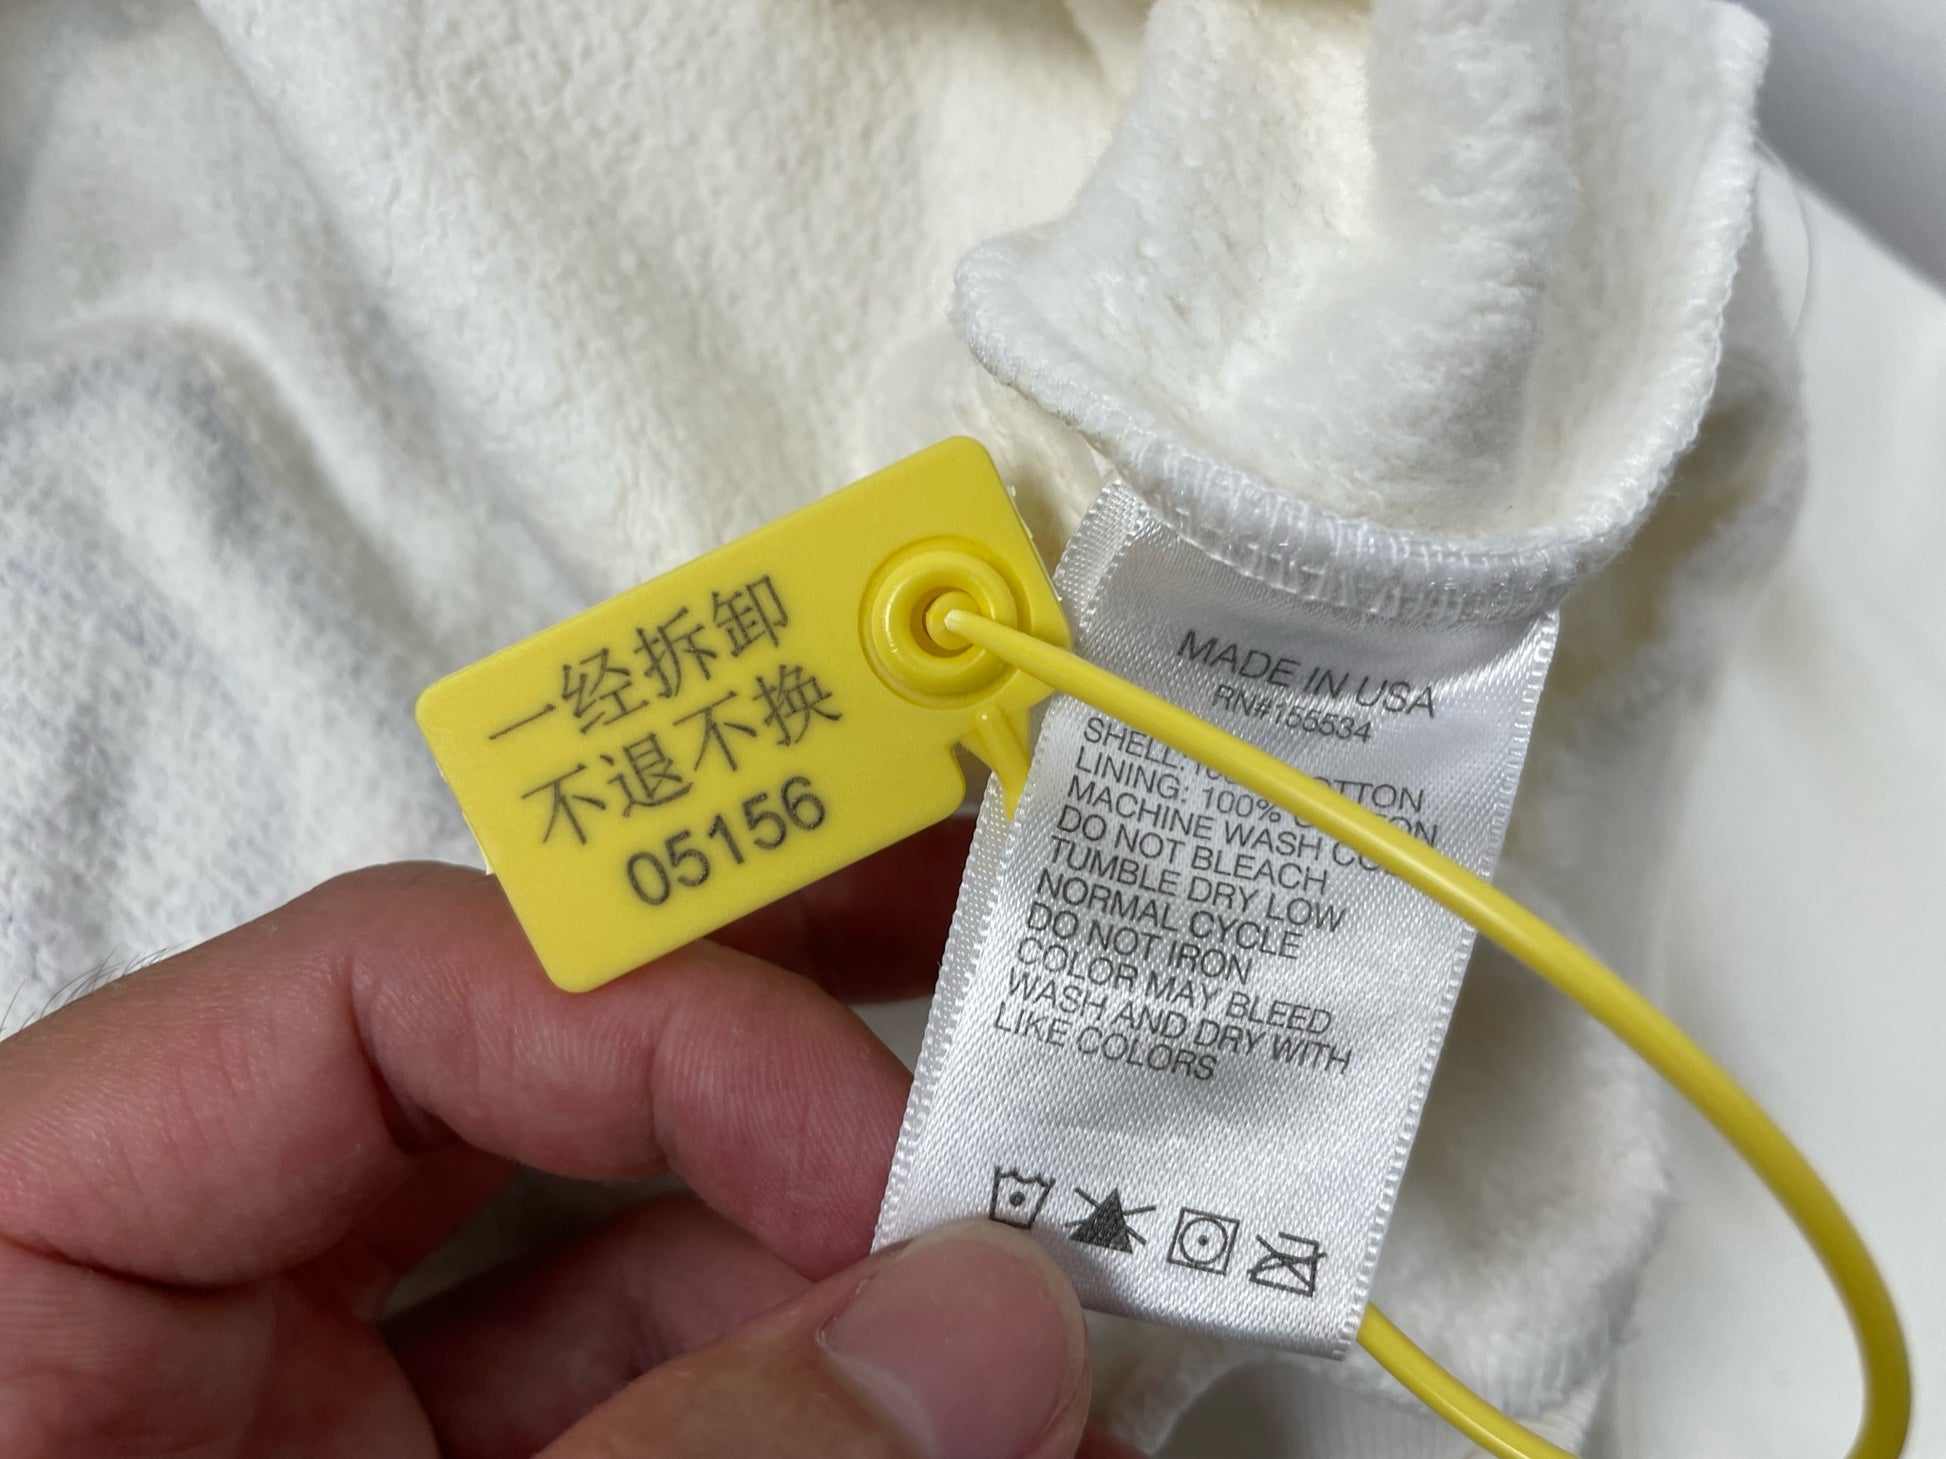 一经拆卸
不退不换
05156
MADE IN USA
RN#156534
SHELL: COTTON
LINING: 100%
MACHINE WASH
DO NOT BLEACH
TUMBLE DRY LOW
NORMAL CYCLE
DO NOT IRON
COLOR MAY BLEED
WASH AND DRY WITH
LIKE COLORS